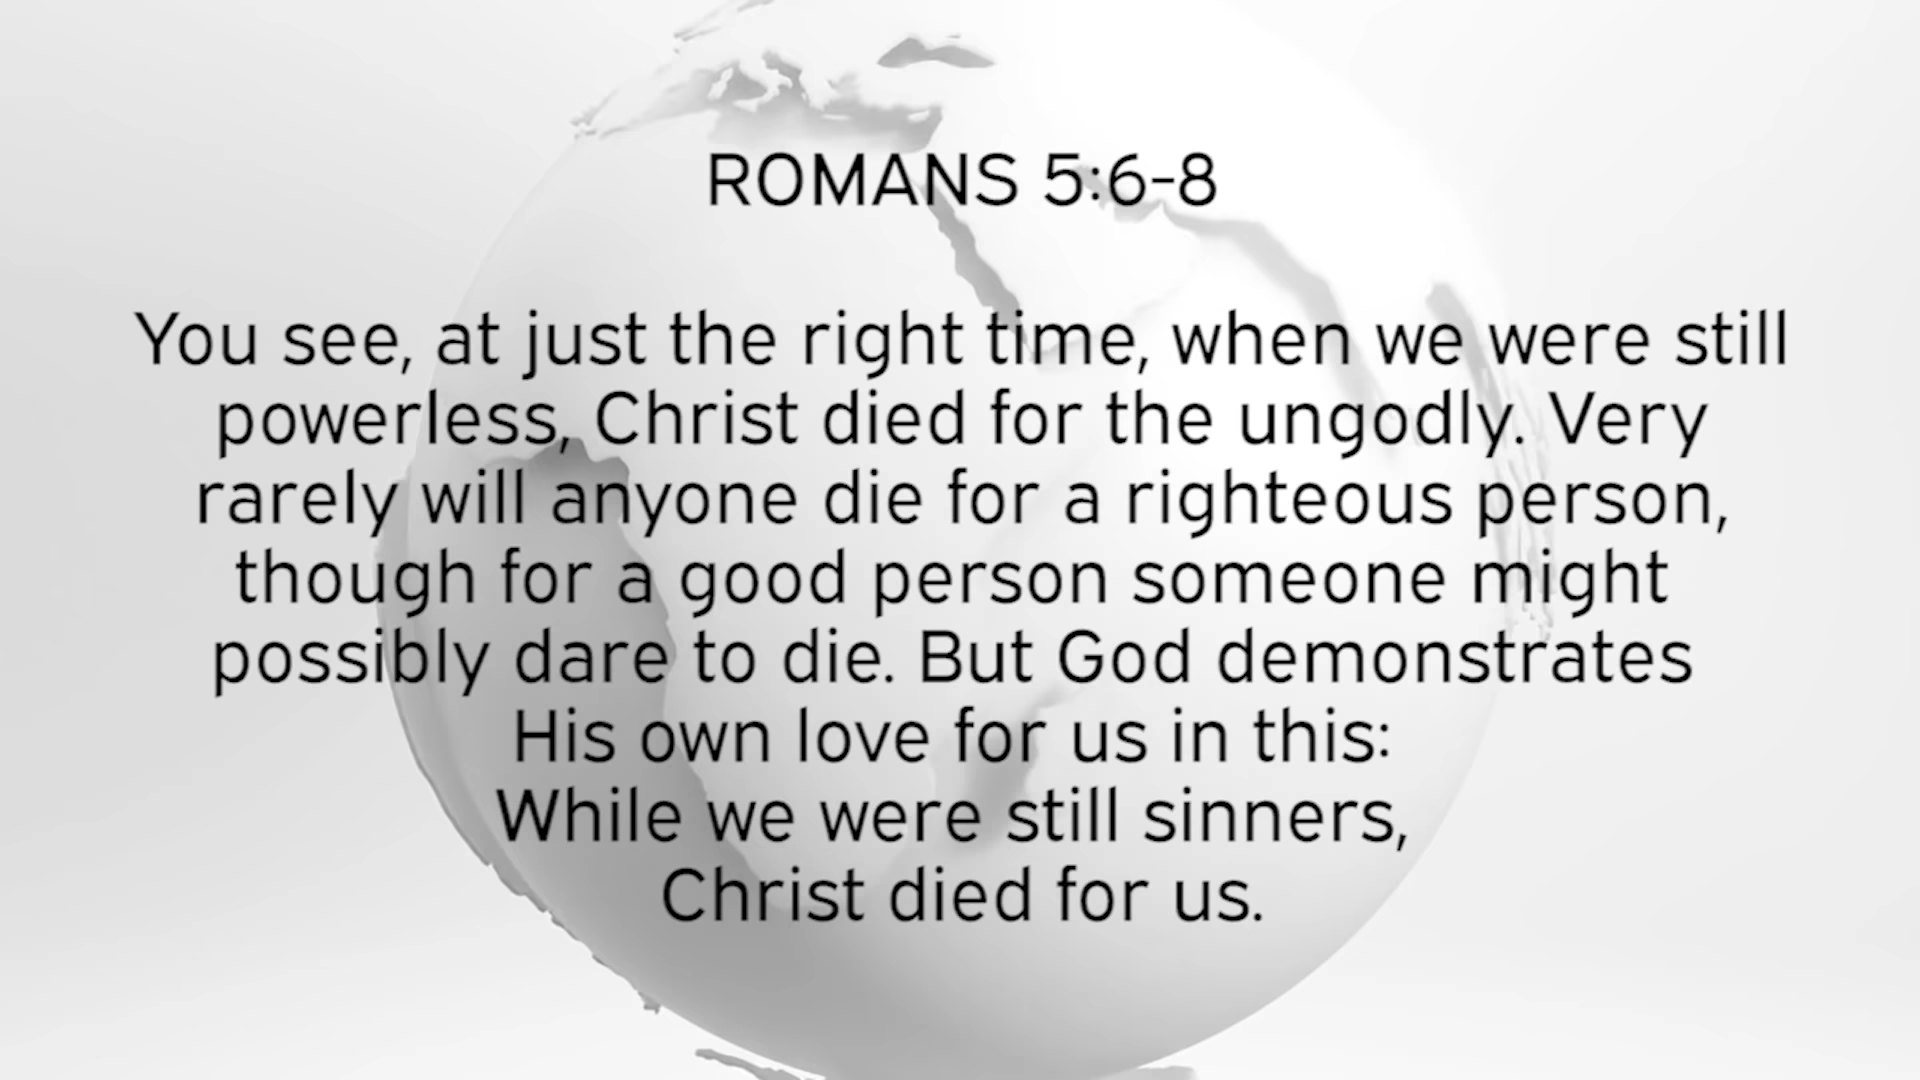 ROMANS 5:6-8
You see, at just the right time, when we were still
powerless, Christ died for the ungodly. Very
rarely will anyone die for a righteous person,
though for a good person someone might
possibly dare to die. But God demonstrates
His own love for us in this:
While we were still sinners,
Christ died for us.